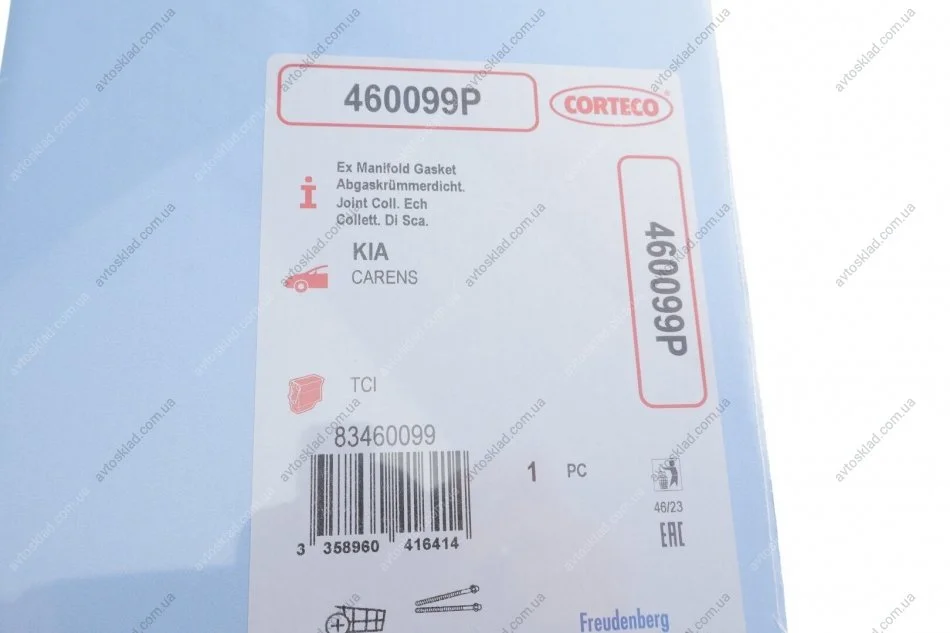 460099P
CORTECO®
Ex Manifold Gasket
Abgaskrümmerdicht.
Joint Coll. Ech
Collett. Di Sca.
KIA
CARENS
460099P
TCI
83460099
1 PC
46/23
EAC
3 358960 416414
Freudenberg
avtosklad.com.ua